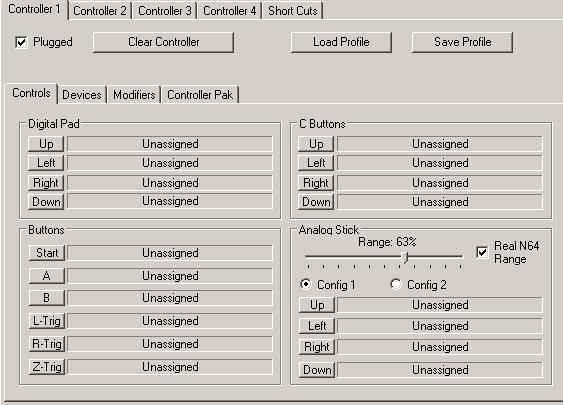 Controller 1 Controller 2 Controller 3 Controller 4 Short Cuts
Plugged Clear Controller Load Profile Save Profile
Controls Devices Modifiers Controller Pak
Digital Pad
Up Unassigned
Left Unassigned
Right Unassigned
Down Unassigned
C Buttons
Up Unassigned
Left Unassigned
Right Unassigned
Down Unassigned
Buttons
Start Unassigned
A Unassigned
B Unassigned
L-Trig Unassigned
R-Trig Unassigned
Z-Trig Unassigned
Analog Stick
Range: 63%
Real N64
Range
Config 1 Config 2
Up Unassigned
Left Unassigned
Right Unassigned
Down Unassigned